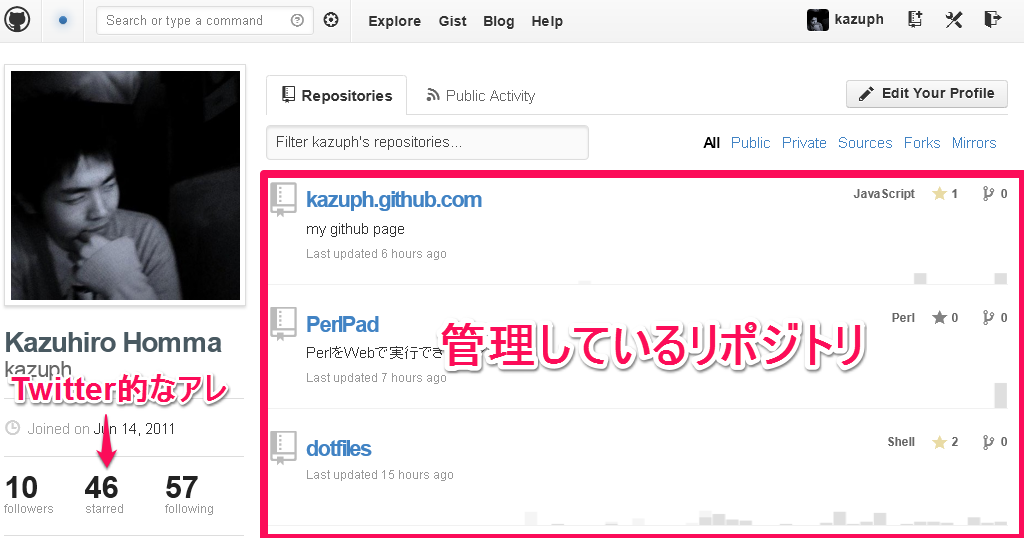 Search or type a command
Explore Gist Blog Help
kazuph
Repositories
Public Activity
Edit Your Profile
Filter kazuph's repositories...
All Public Private Sources Forks Mirrors
kazuph.github.com
JavaScript 1 0
my github page
Last updated 6 hours ago
PerlPad
Perl 0 0
PerlをWebで実行でき
Last updated 7 hours ago
管理しているリポジトリ
dotfiles
Shell 2 0
Last updated 15 hours ago
Kazuhiro Homma
kazuph
Twitter的なアレ
Joined on Jun 14, 2011
10 46 57
followers starred following